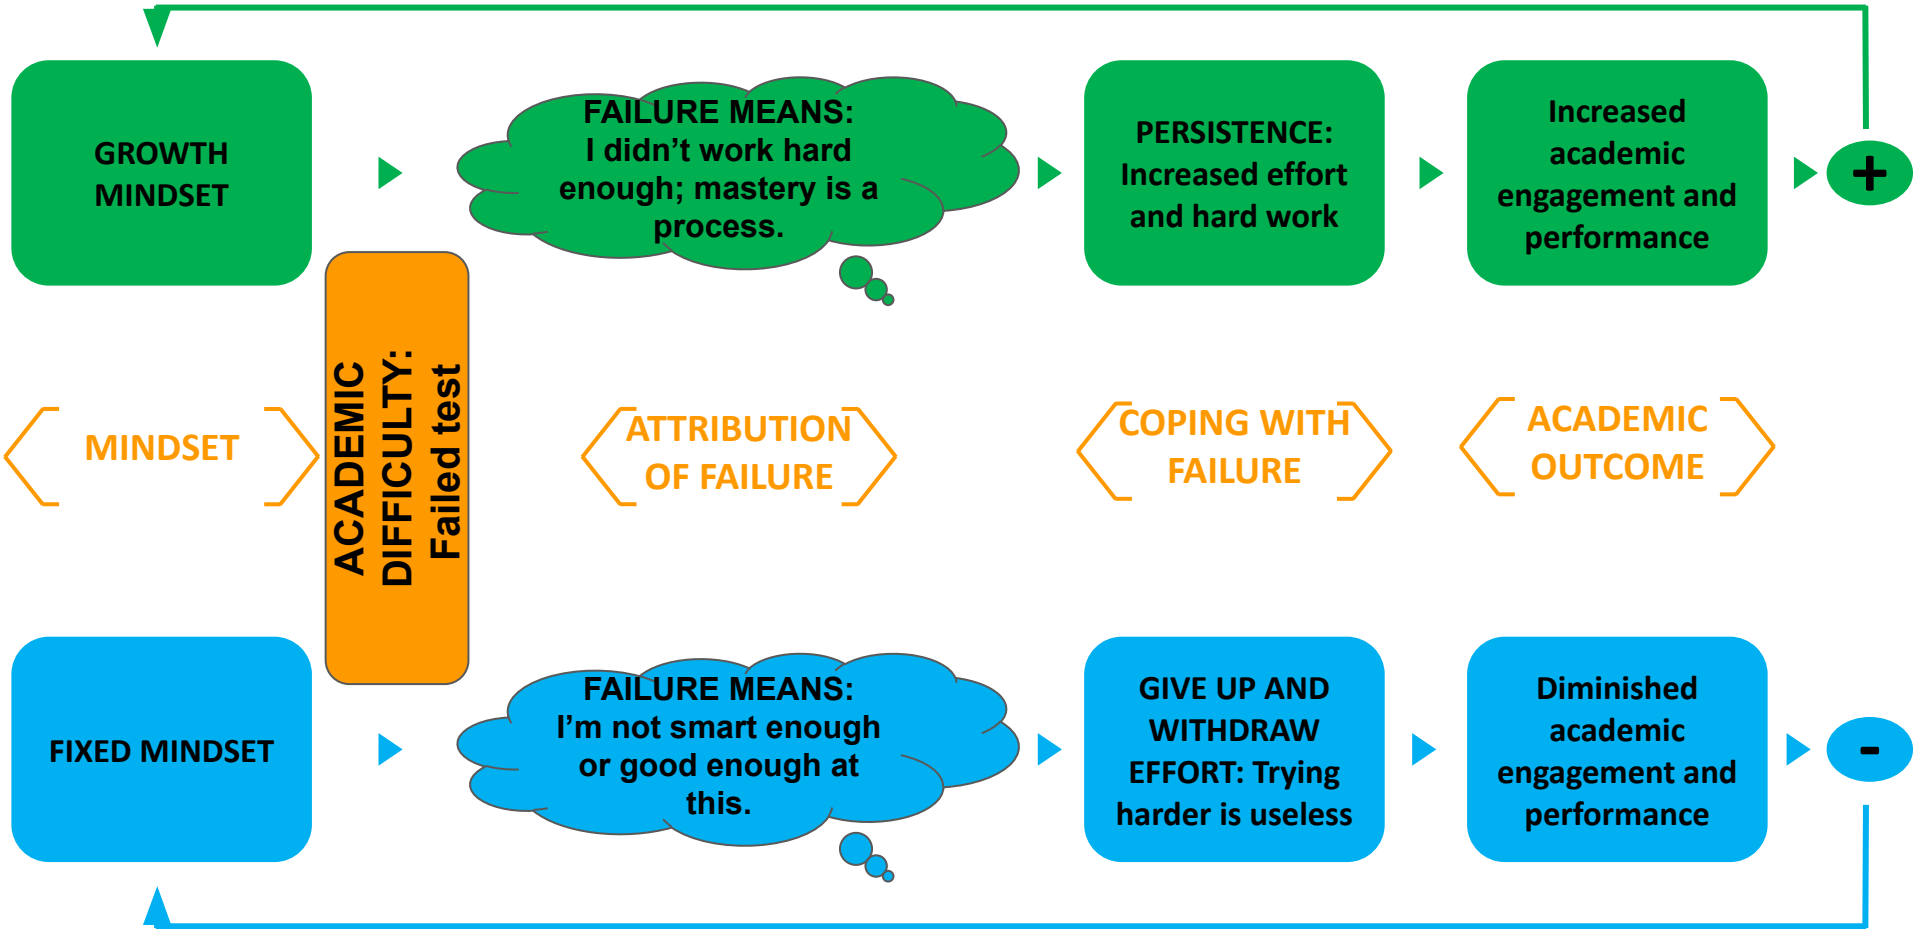 GROWTH
MINDSET
FAILURE MEANS:
I didn’t work hard
enough; mastery is a
process.
PERSISTENCE:
Increased effort
and hard work
Increased
academic
engagement and
performance
+
ACADEMIC
DIFFICULTY:
Failed test
MINDSET
ATTRIBUTION
OF FAILURE
COPING WITH
FAILURE
ACADEMIC
OUTCOME
FIXED MINDSET
FAILURE MEANS:
I’m not smart enough
or good enough at
this.
GIVE UP AND
WITHDRAW
EFFORT: Trying
harder is useless
Diminished
academic
engagement and
performance
-